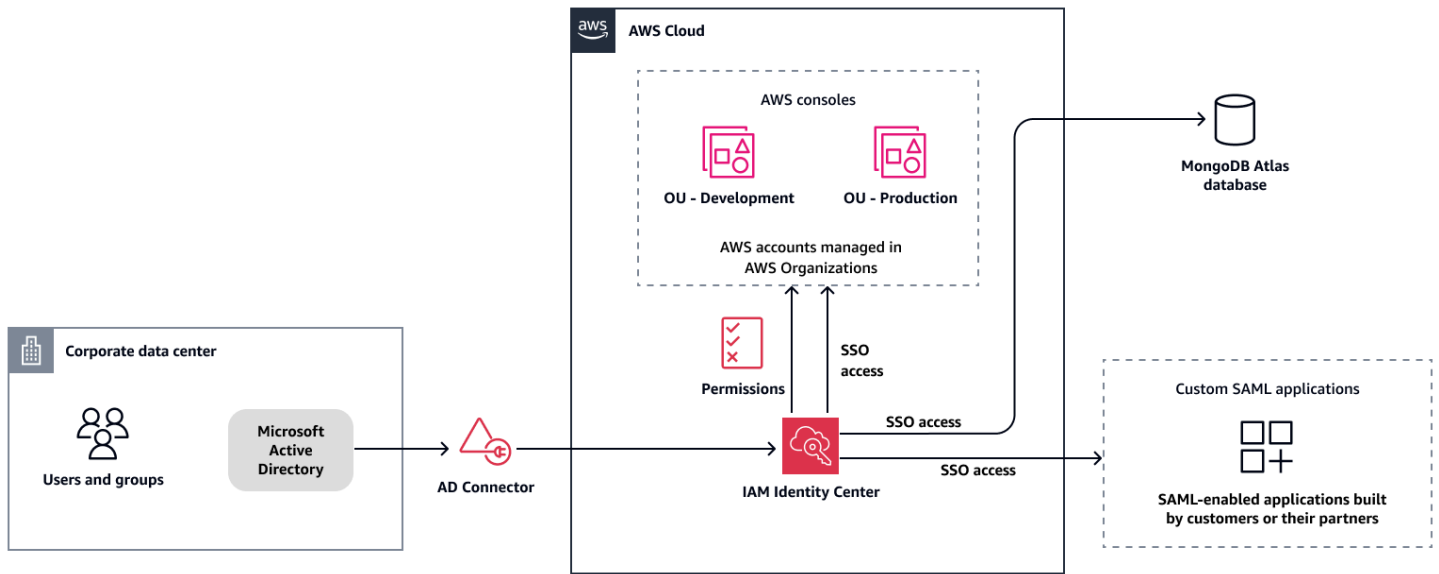 aws
AWS Cloud
AWS consoles
OU - Development
OU - Production
AWS accounts managed in
AWS Organizations
MongoDB Atlas
database
Corporate data center
Users and groups
Microsoft
Active
Directory
AD Connector
Permissions
SSO
access
IAM Identity Center
SSO access
SSO access
Custom SAML applications
SAML-enabled applications built
by customers or their partners